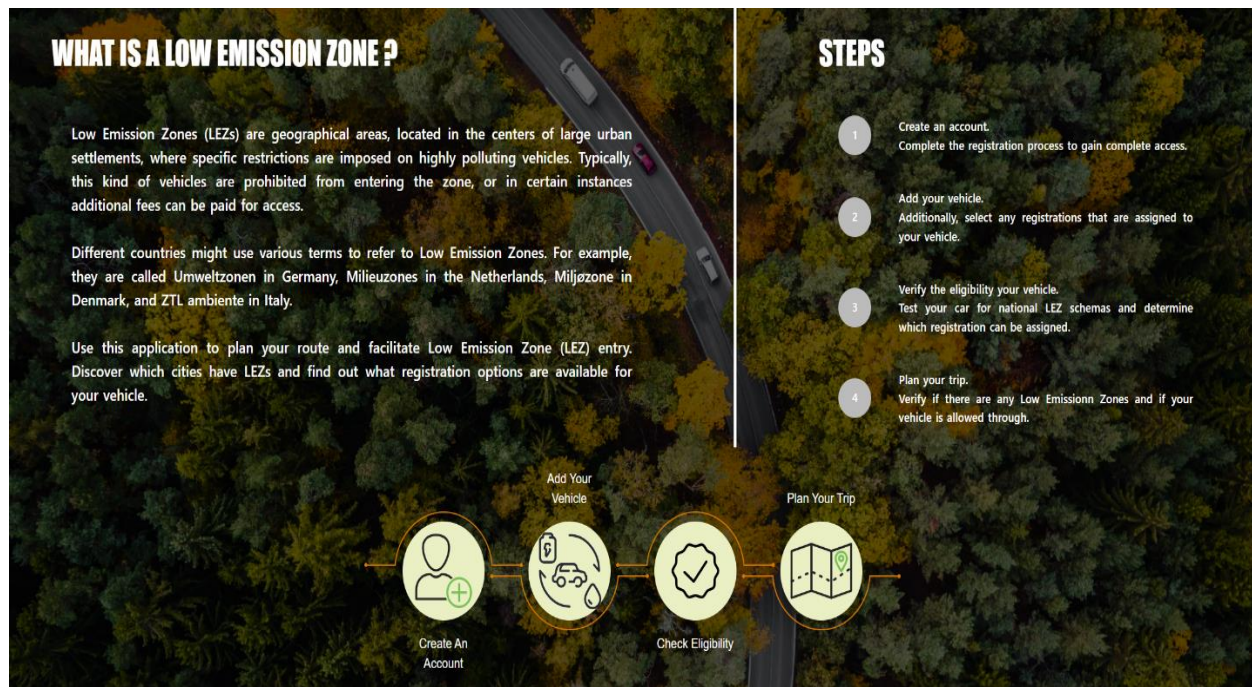 WHAT IS A LOW EMISSION ZONE ?
Low Emission Zones (LEZs) are geographical areas, located in the centers of large urban
settlements, where specific restrictions are imposed on highly polluting vehicles. Typically,
this kind of vehicles are prohibited from entering the zone, or in certain instances
additional fees can be paid for access.
Different countries might use various terms to refer to Low Emission Zones. For example,
they are called Umweltzonen in Germany, Milieuzones in the Netherlands, Miljøzone in
Denmark, and ZTL ambiente in Italy.
Use this application to plan your route and facilitate Low Emission Zone (LEZ) entry.
Discover which cities have LEZs and find out what registration options are available for
your vehicle.
STEPS
1
Create an account.
Complete the registration process to gain complete access.
2
Add your vehicle.
Additionally, select any registrations that are assigned to
your vehicle.
3
Verify the eligibility your vehicle.
Test your car for national LEZ schemas and determine
which registration can be assigned.
4
Plan your trip.
Verify if there are any Low Emissionn Zones and if your
vehicle is allowed through.
Create An
Account
Add Your
Vehicle
Check Eligibility
Plan Your Trip